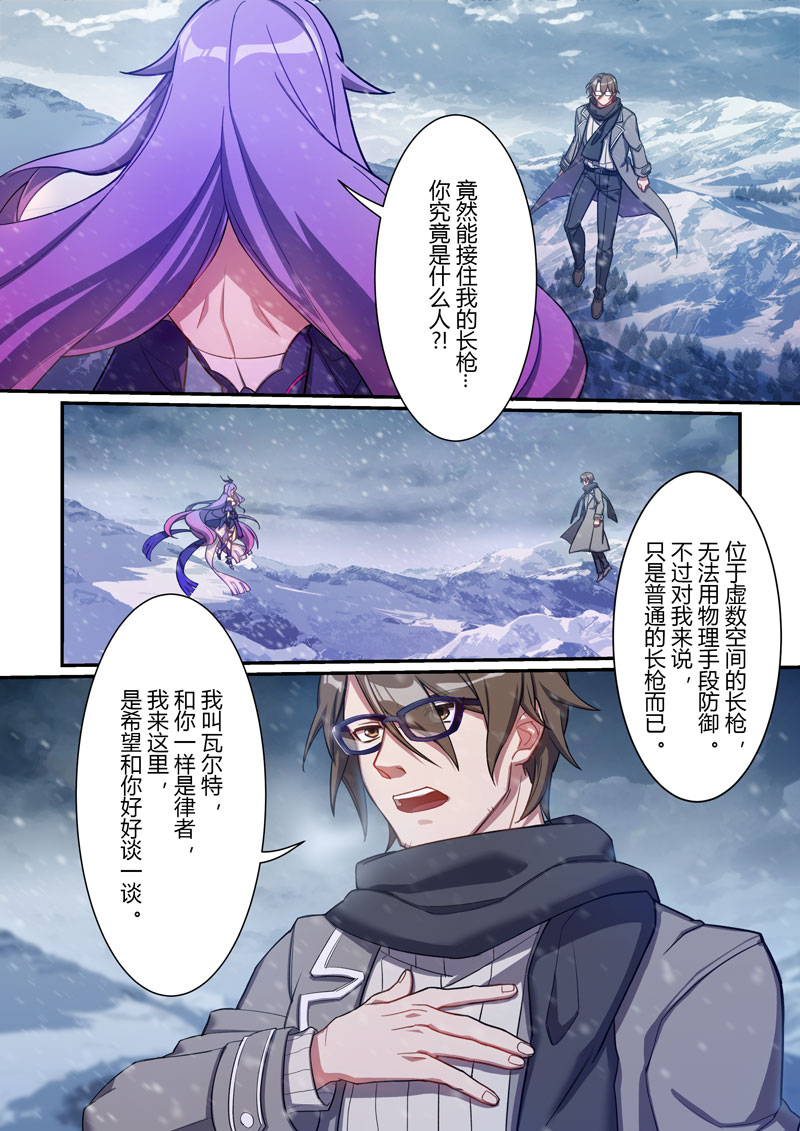 竟然能接住我的长枪…
你究竟是什么人?!
位于虚数空间的长枪，
无法用物理手段防御。
不过对我来说，
只是普通的长枪而已。
我叫瓦尔特，
和你一样是律者，
我来这里，
是希望和你好好谈一谈。